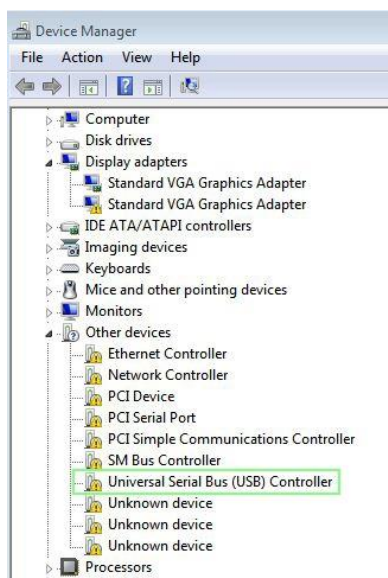 Device Manager
File Action View Help
Computer
Disk drives
Display adapters
Standard VGA Graphics Adapter
Standard VGA Graphics Adapter
IDE ATA/ATAPI controllers
Imaging devices
Keyboards
Mice and other pointing devices
Monitors
Other devices
Ethernet Controller
Network Controller
PCI Device
PCI Serial Port
PCI Simple Communications Controller
SM Bus Controller
Universal Serial Bus (USB) Controller
Unknown device
Unknown device
Unknown device
Processors